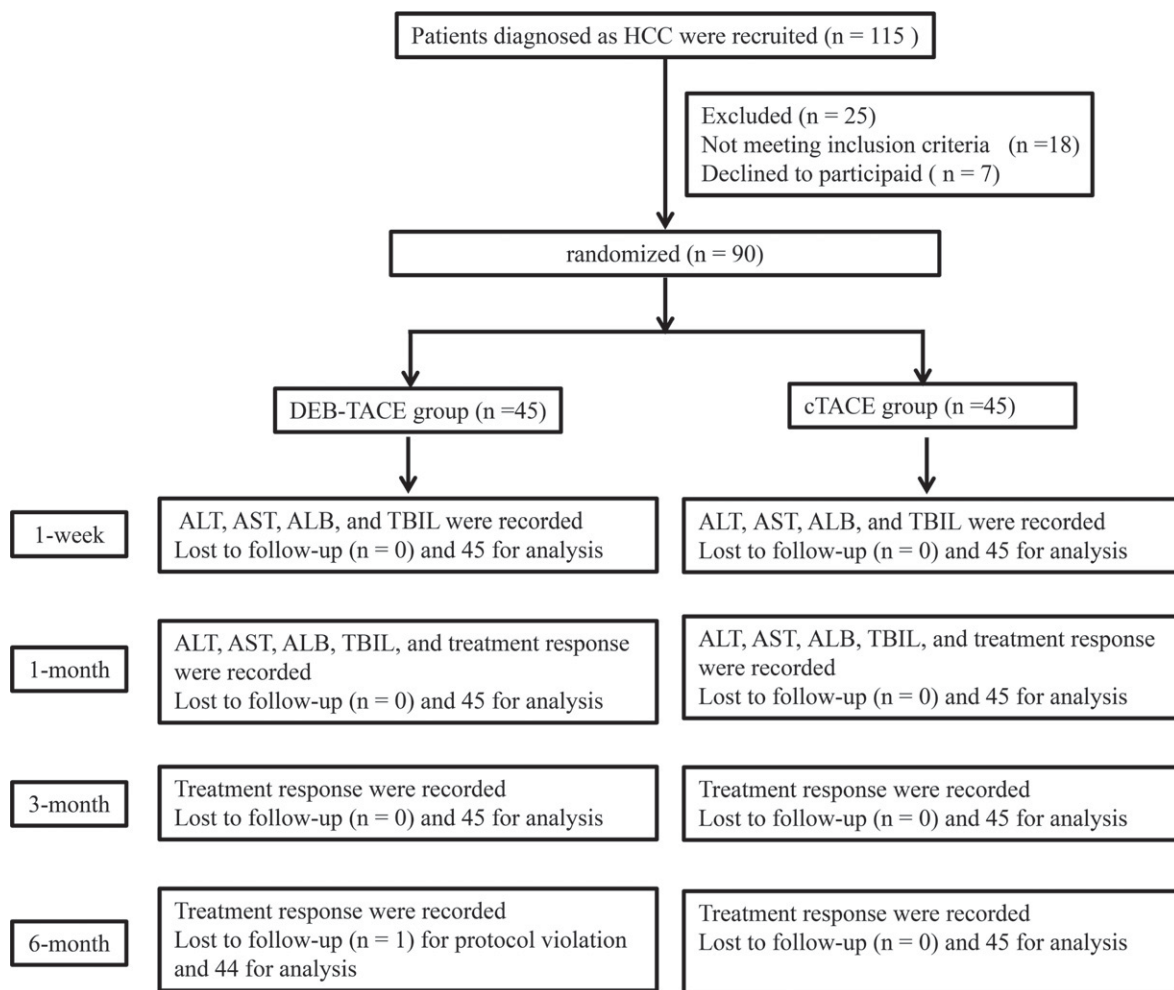 Patients diagnosed as HCC were recruited (n = 115 )
Excluded (n = 25)
Not meeting inclusion criteria (n =18)
Declined to participaid ( n = 7)
randomized (n = 90)
DEB-TACE group (n =45)
cTACE group (n =45)
1-week
ALT, AST, ALB, and TBIL were recorded
Lost to follow-up (n = 0) and 45 for analysis
ALT, AST, ALB, and TBIL were recorded
Lost to follow-up (n = 0) and 45 for analysis
1-month
ALT, AST, ALB, TBIL, and treatment response
were recorded
Lost to follow-up (n = 0) and 45 for analysis
ALT, AST, ALB, TBIL, and treatment response
were recorded
Lost to follow-up (n = 0) and 45 for analysis
3-month
Treatment response were recorded
Lost to follow-up (n = 0) and 45 for analysis
Treatment response were recorded
Lost to follow-up (n = 0) and 45 for analysis
6-month
Treatment response were recorded
Lost to follow-up (n = 1) for protocol violation
and 44 for analysis
Treatment response were recorded
Lost to follow-up (n = 0) and 45 for analysis